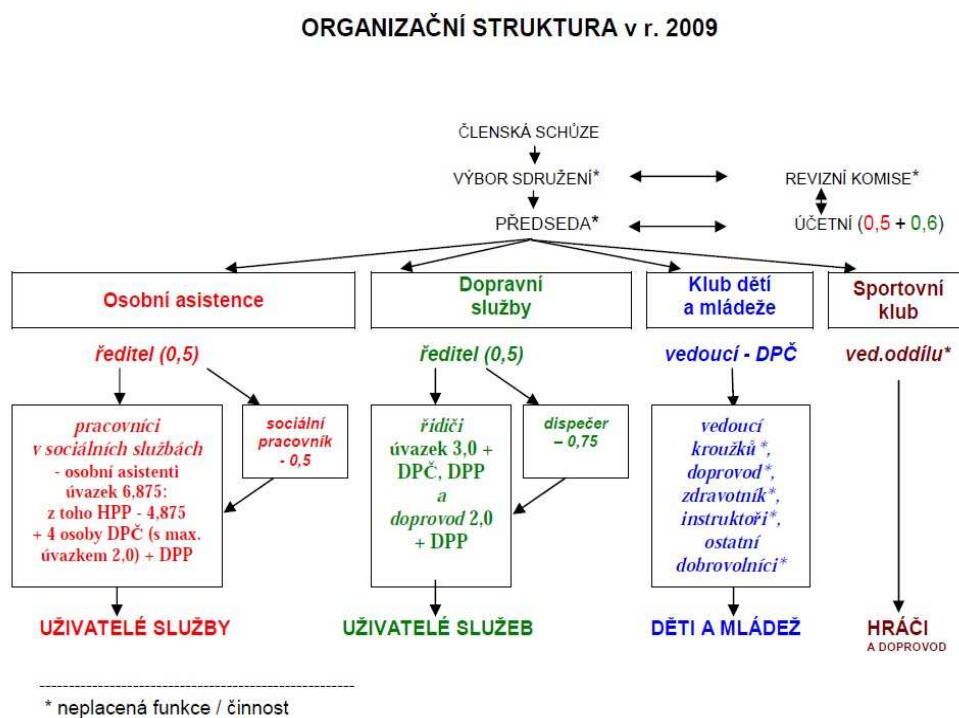 ORGANIZAČNÍ STRUKTURA v r. 2009
ČLENSKÁ SCHŮZE
VÝBOR SDRUŽENÍ*
REVIZNÍ KOMISE*
PŘEDSEDA*
ÚČETNÍ (0,5 + 0,6)
Osobní asistence
Dopravní
služby
Klub dětí
a mládeže
Sportovní
klub
ředitel (0,5)
ředitel (0,5)
vedoucí - DPČ
ved.oddílu*
pracovníci
v sociálních službách
- osobní asistenti
úvazek 6,875:
z toho HPP - 4,875
+ 4 osoby DPČ (s max.
úvazkem 2,0) + DPP
sociální
pracovník
- 0,5
řidiči
úvazek 3,0 +
DPČ, DPP
a
doprovod 2,0
+ DPP
dispečer
– 0,75
vedoucí
kroužků*,
doprovod*,
zdravotník*,
instruktoři*,
ostatní
dobrovolníci*
UŽIVATELÉ SLUŽBY
UŽIVATELÉ SLUŽEB
DĚTI A MLÁDEŽ
HRÁČI
A DOPROVOD
* neplacená funkce / činnost